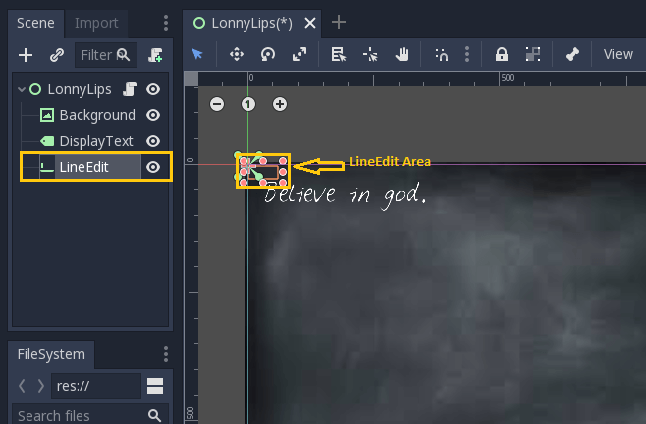 Scene Import
LonnyLips(*)
Filter n
View
LonnyLips
Background
DisplayText
LineEdit
0 500
1
0
LineEdit Area
Believe in god.
FileSystem
res://
Search files
500